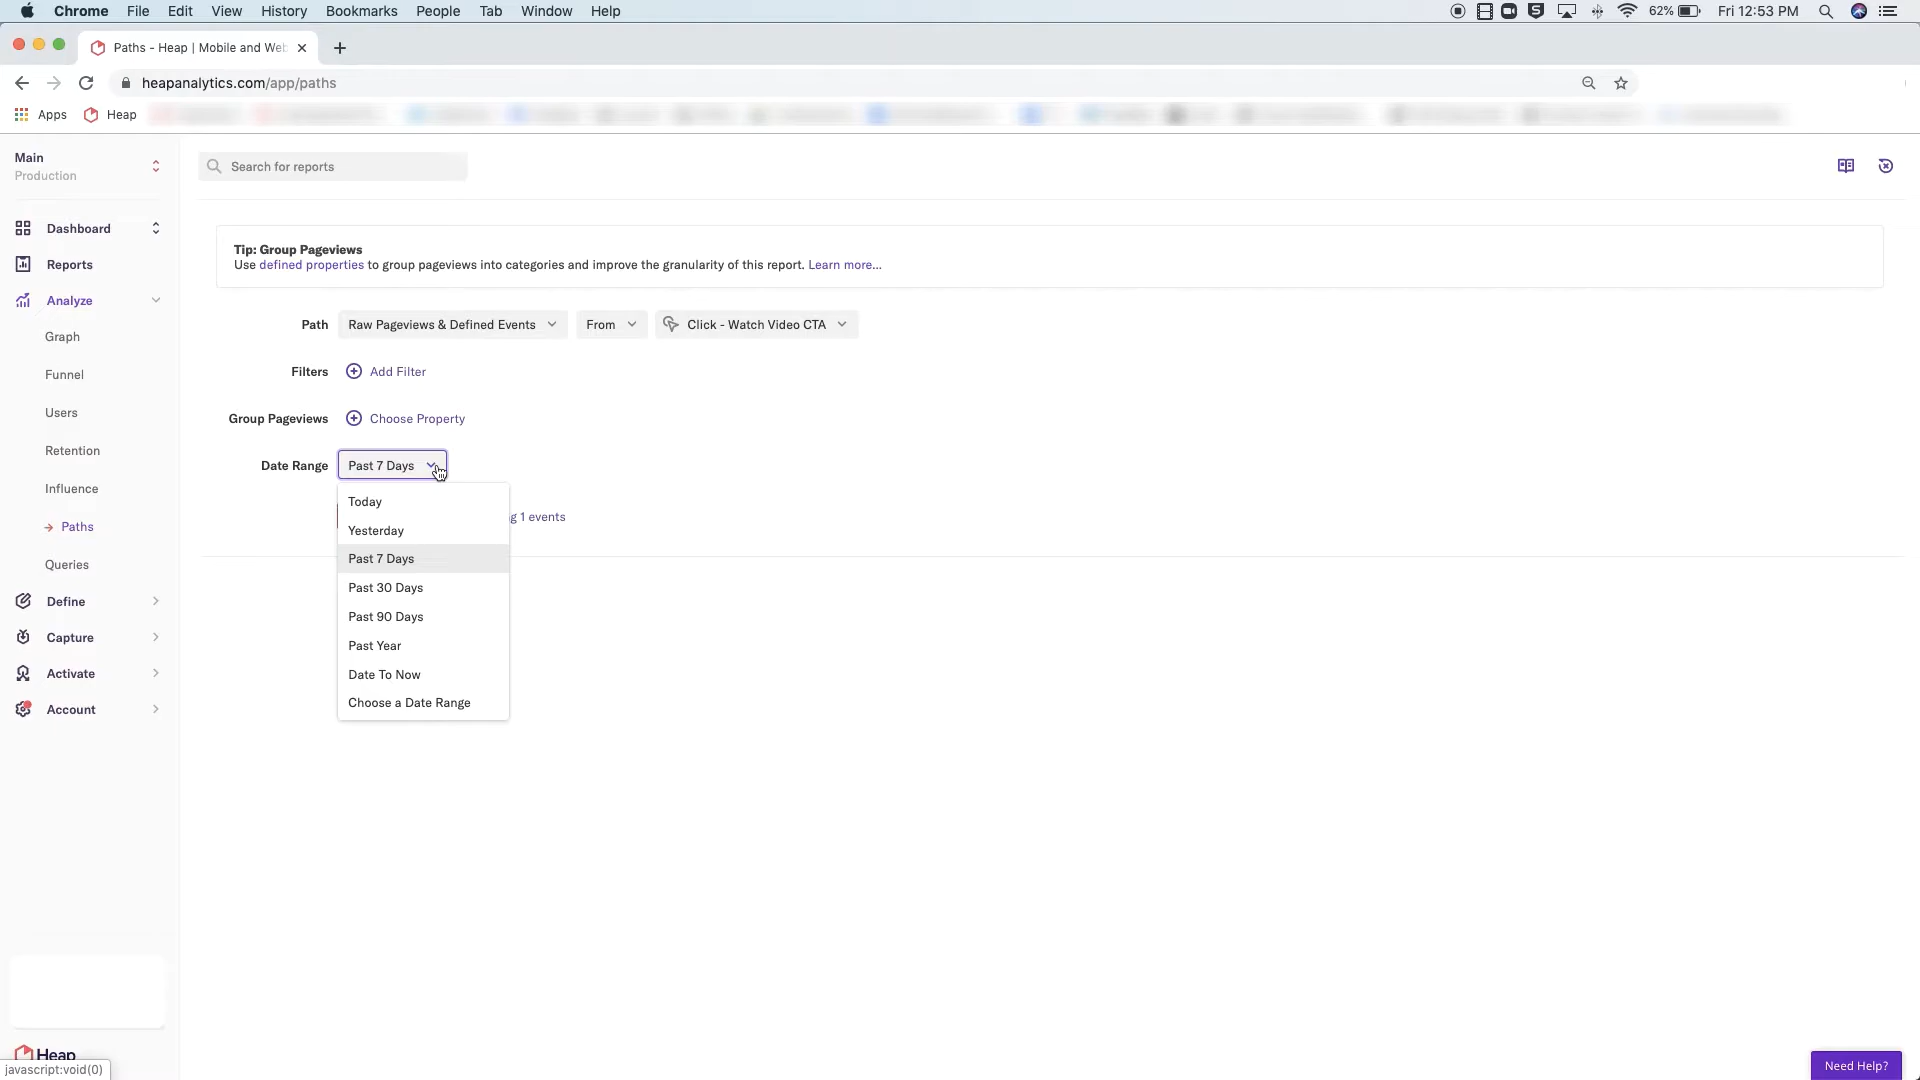 Chrome File Edit View History Bookmarks People Tab Window Help 62% Fri 12:53 PM
Paths - Heap | Mobile and Web
heapanalytics.com/app/paths
Apps Heap
Main
Production
Search for reports
Dashboard
Reports
Analyze
Graph
Funnel
Users
Retention
Influence
Paths
Queries
Define
Capture
Activate
Account
Heap
javascript:void(0)
Tip: Group Pageviews
Use defined properties to group pageviews into categories and improve the granularity of this report. Learn more...
Path Raw Pageviews & Defined Events From Click - Watch Video CTA
Filters Add Filter
Group Pageviews Choose Property
Date Range Past 7 Days
Today
g 1 events
Yesterday
Past 7 Days
Past 30 Days
Past 90 Days
Past Year
Date To Now
Choose a Date Range
Need Help?